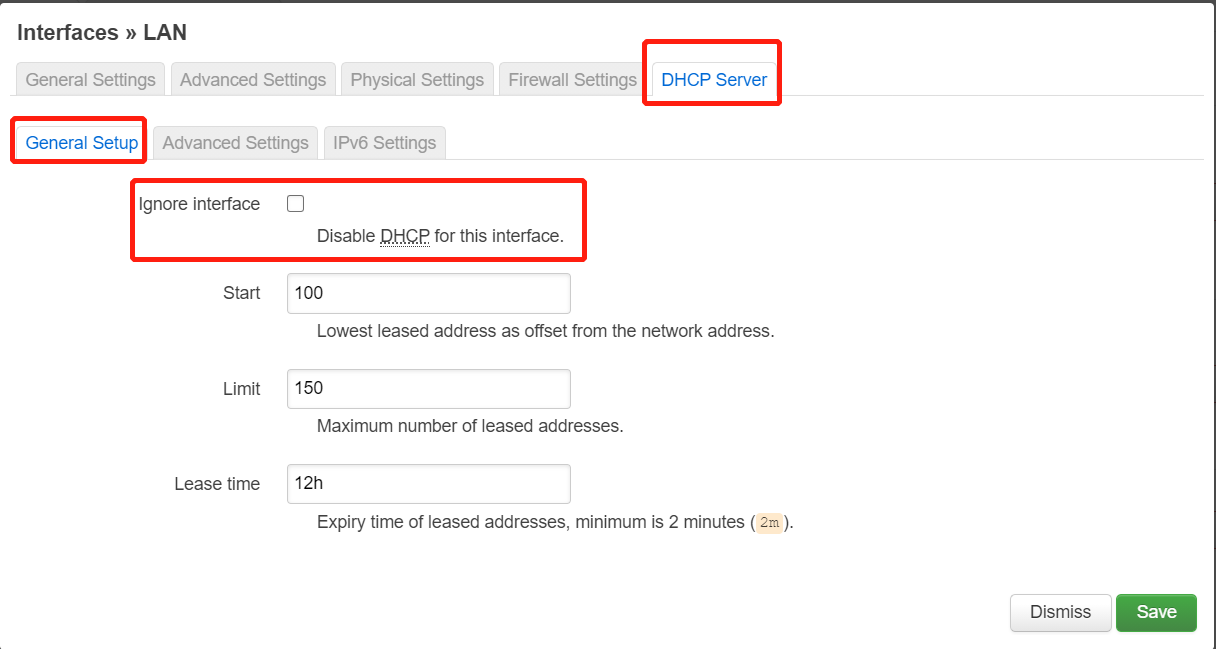 Interfaces » LAN
General Settings Advanced Settings Physical Settings Firewall Settings DHCP Server
General Setup Advanced Settings IPv6 Settings
Ignore interface
Disable DHCP for this interface.
Start 100
Lowest leased address as offset from the network address.
Limit 150
Maximum number of leased addresses.
Lease time 12h
Expiry time of leased addresses, minimum is 2 minutes (2m).
Dismiss Save